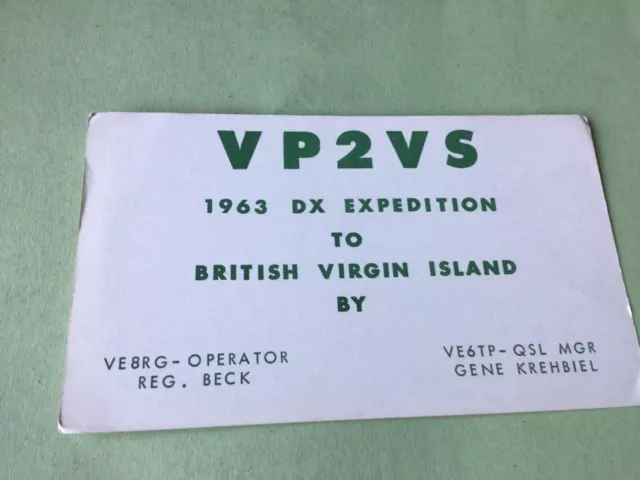 VP2VS
1963 DX EXPEDITION
TO
BRITISH VIRGIN ISLAND
BY
VE8RG-OPERATOR
REG. BECK
VE6TP-QSL MGR
GENE KREHBIEL